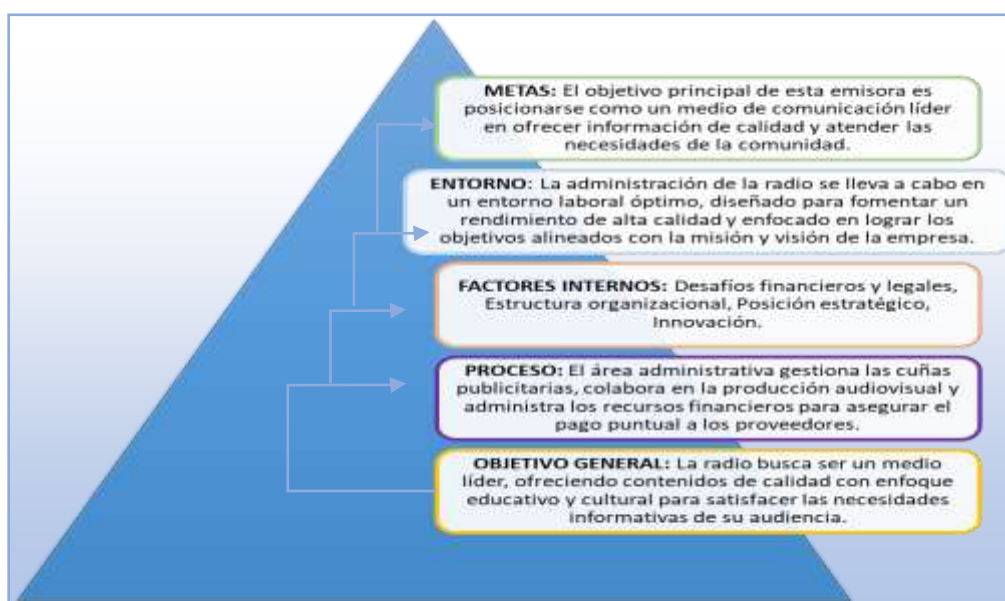 METAS: El objetivo principal de esta emisora es
posicionarse como un medio de comunicación líder
en ofrecer información de calidad y atender las
necesidades de la comunidad.
ENTORNO: La administración de la radio se lleva a cabo en
un entorno laboral óptimo, diseñado para fomentar un
rendimiento de alta calidad y enfocado en lograr los
objetivos alineados con la misión y visión de la empresa.
FACTORES INTERNOS: Desafíos financieros y legales,
Estructura organizacional, Posición estratégico,
Innovación.
PROCESO: El área administrativa gestiona las cuñas
publicitarias, colabora en la producción audiovisual y
administra los recursos financieros para asegurar el
pago puntual a los proveedores.
OBJETIVO GENERAL: La radio busca ser un medio
líder, ofreciendo contenidos de calidad con enfoque
educativo y cultural para satisfacer las necesidades
informativas de su audiencia.